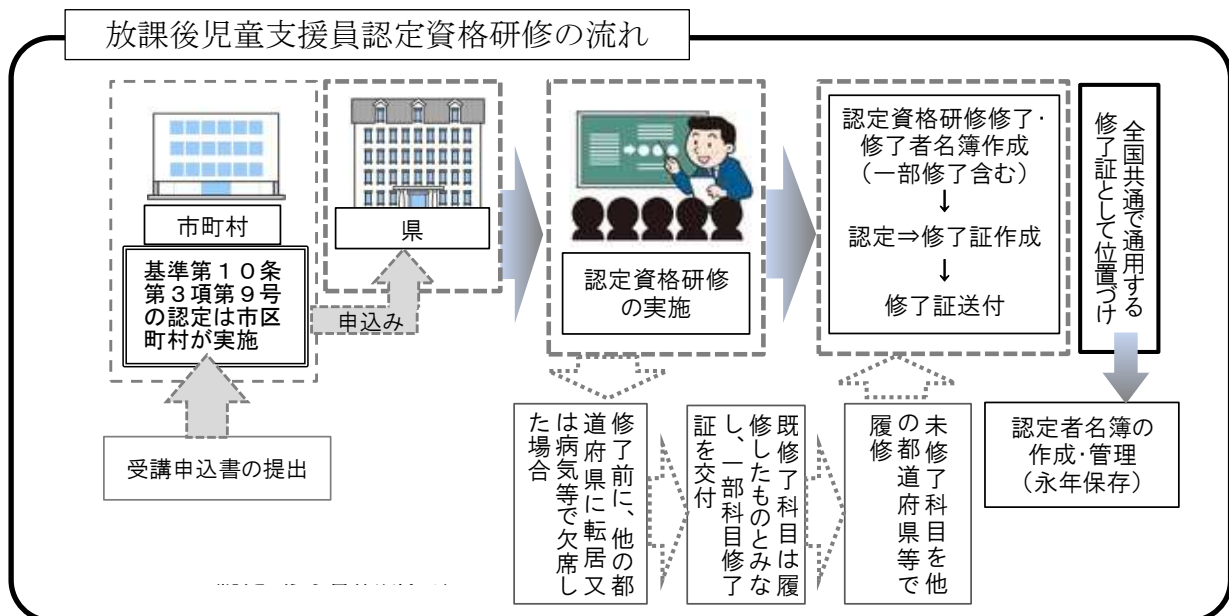 放課後児童支援員認定資格研修の流れ
市町村
基準第１０条
第３項第９号
の認定は市区
町村が実施
受講申込書の提出
申込み
県
認定資格研修
の実施
認定資格研修修了・
修了者名簿作成
（一部修了含む）
↓
認定⇒修了証作成
↓
修了証送付
全国共通で通用する
修了証として位置づけ
修了前に、他の都
道府県に転居又
は病気等で欠席し
た場合
既修了科目は履
修したものとみな
し、一部科目修了
証を交付
未修了科目を他
の都道府県等で
履修
認定者名簿の
作成・管理
（永年保存）